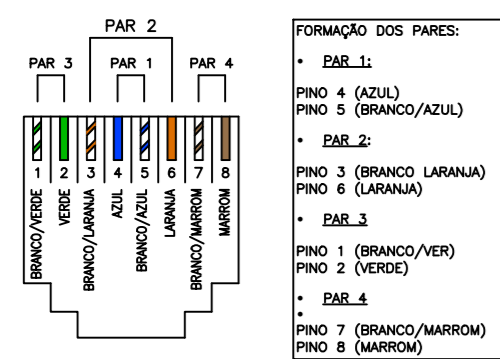 PAR 2
PAR 3
PAR 1
PAR 4
1 2 3 4 5 6 7 8
BRANCO/VERDE
VERDE
BRANCO/LARANJA
AZUL
BRANCO/AZUL
LARANJA
BRANCO/MARROM
MARROM
FORMAÇÃO DOS PARES:
• PAR 1:
PINO 4 (AZUL)
PINO 5 (BRANCO/AZUL)
• PAR 2:
PINO 3 (BRANCO LARANJA)
PINO 6 (LARANJA)
• PAR 3
PINO 1 (BRANCO/VER)
PINO 2 (VERDE)
• PAR 4
•
PINO 7 (BRANCO/MARROM)
PINO 8 (MARROM)